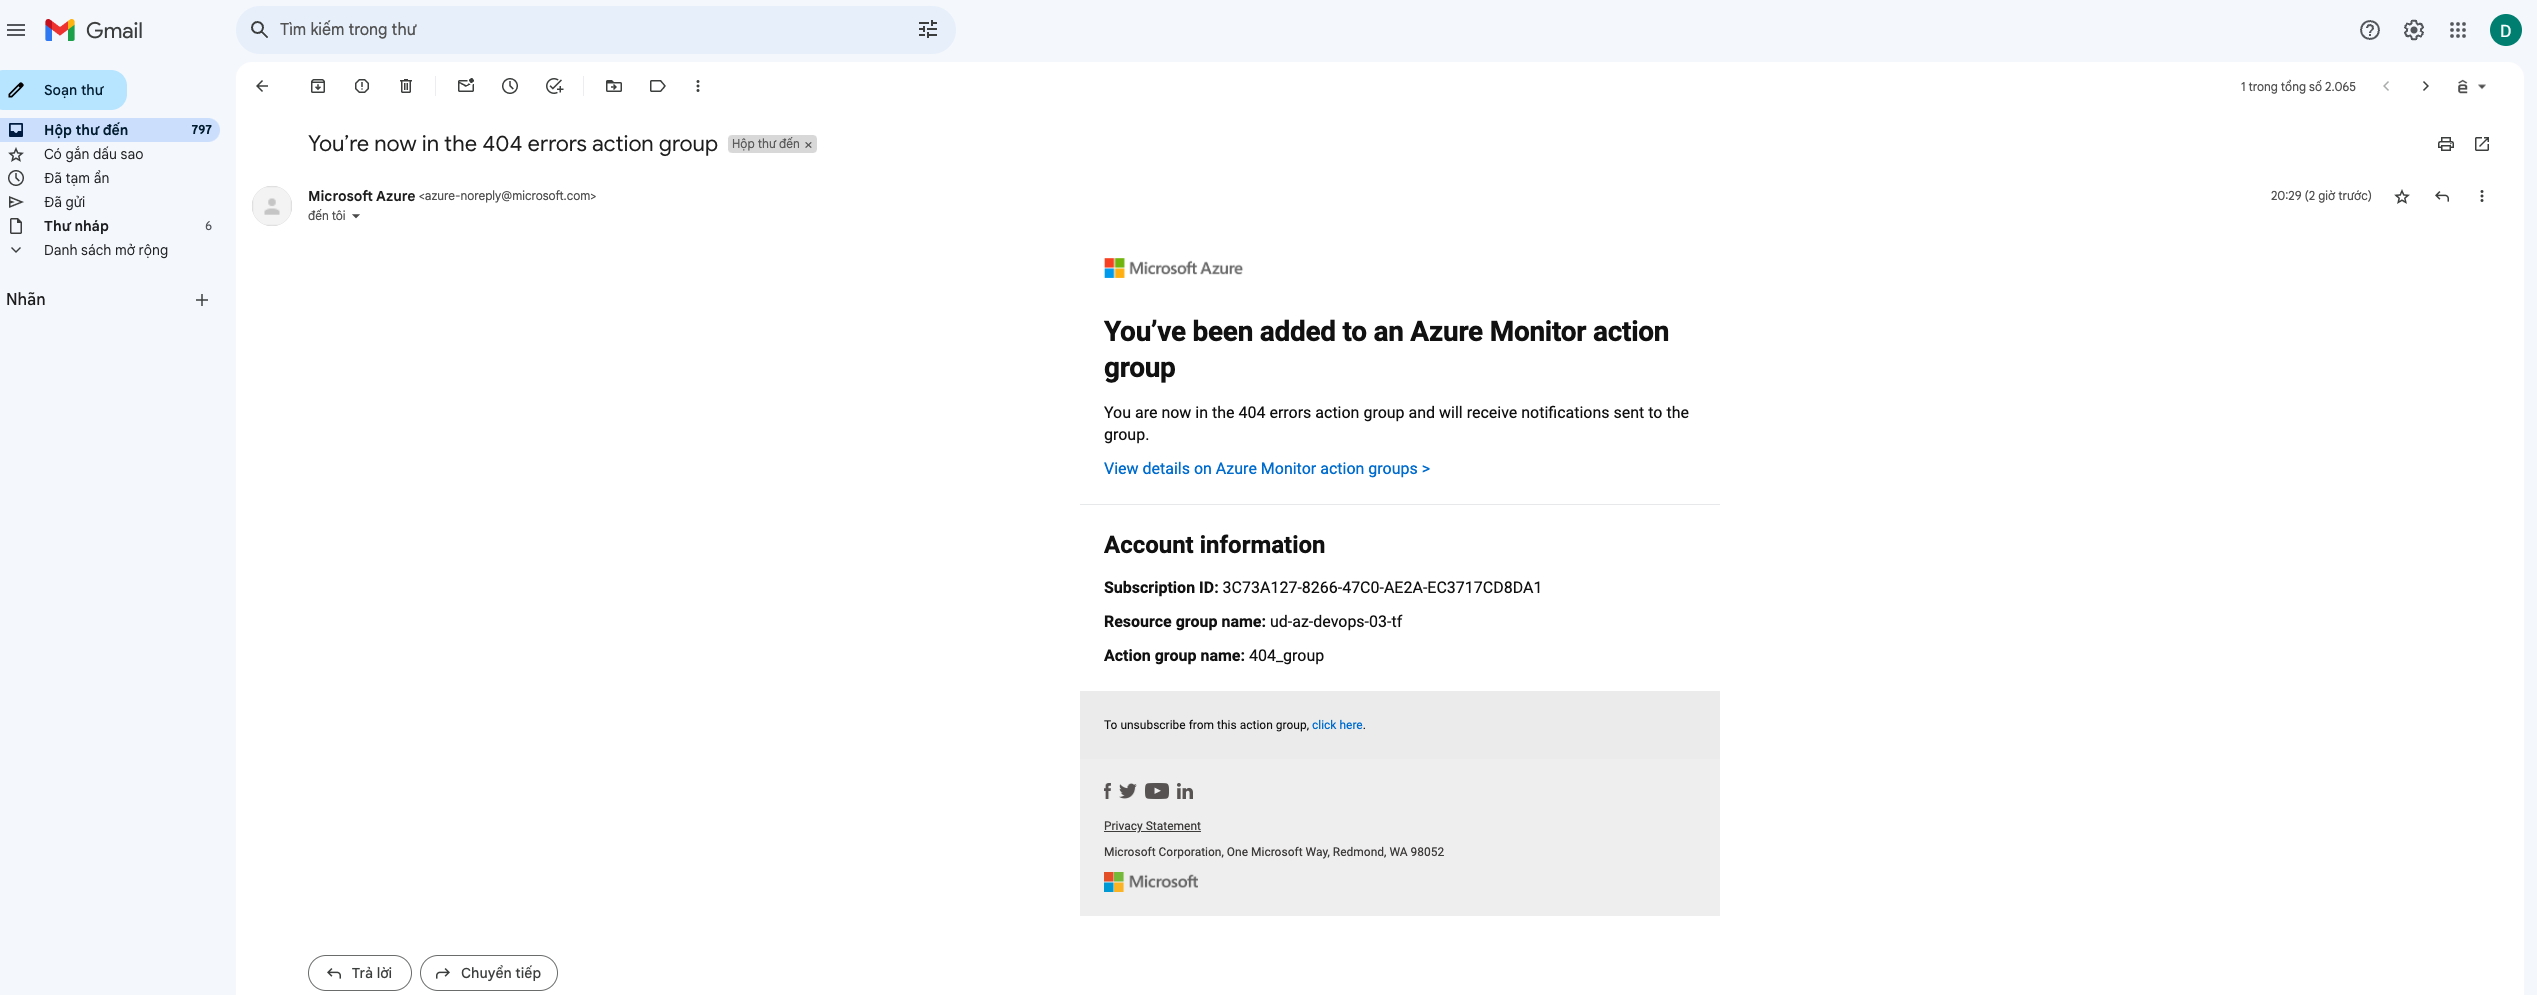 Gmail
Tìm kiếm trong thư
D
Soạn thư
Hộp thư đến 797
Có gắn dấu sao
Đã tạm ẩn
Đã gửi
Thư nháp 6
Danh sách mở rộng
Nhãn
1 trong tổng số 2.065
You’re now in the 404 errors action group
Hộp thư đến ×
Microsoft Azure <azure-noreply@microsoft.com>
đến tôi
20:29 (2 giờ trước)
Microsoft Azure
You’ve been added to an Azure Monitor action
group
You are now in the 404 errors action group and will receive notifications sent to the
group.
View details on Azure Monitor action groups >
Account information
Subscription ID: 3C73A127-8266-47C0-AE2A-EC3717CD8DA1
Resource group name: ud-az-devops-03-tf
Action group name: 404_group
To unsubscribe from this action group, click here.
Privacy Statement
Microsoft Corporation, One Microsoft Way, Redmond, WA 98052
Microsoft
Trả lời
Chuyển tiếp